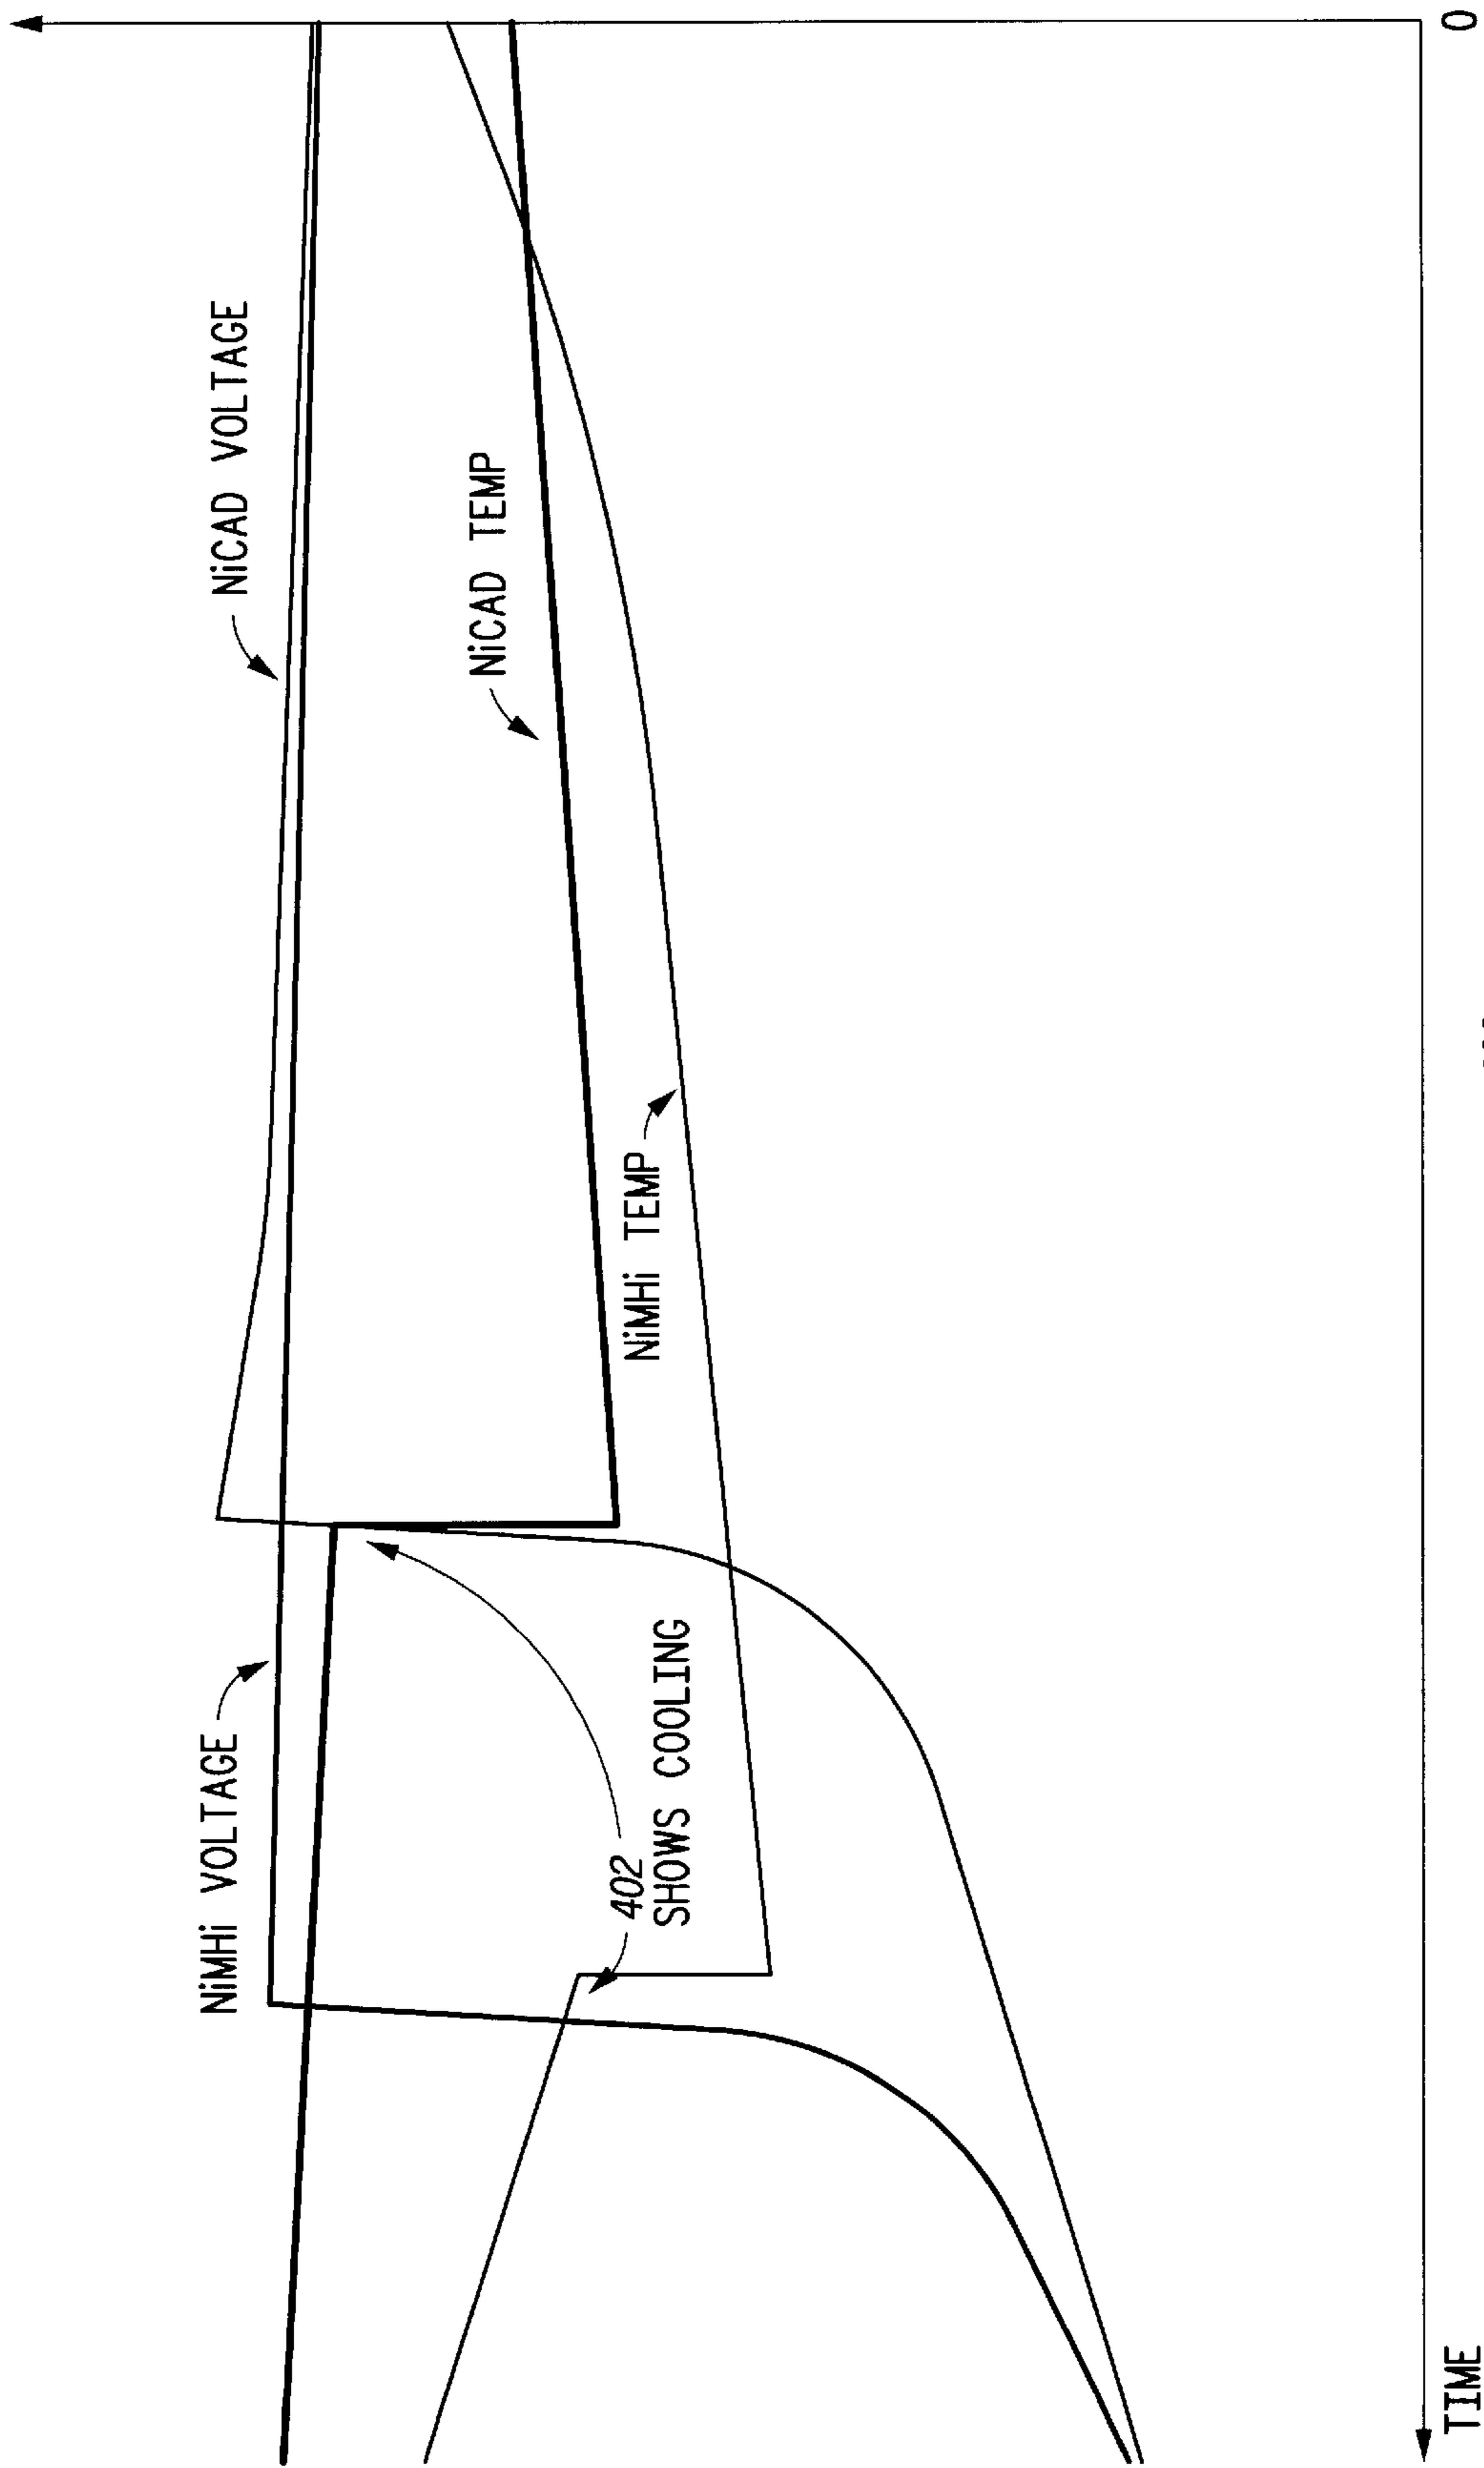 NiCAD VOLTAGE
NiCAD TEMP
NiMHi TEMP
NiMHi VOLTAGE
402
SHOWS COOLING
0
TIME